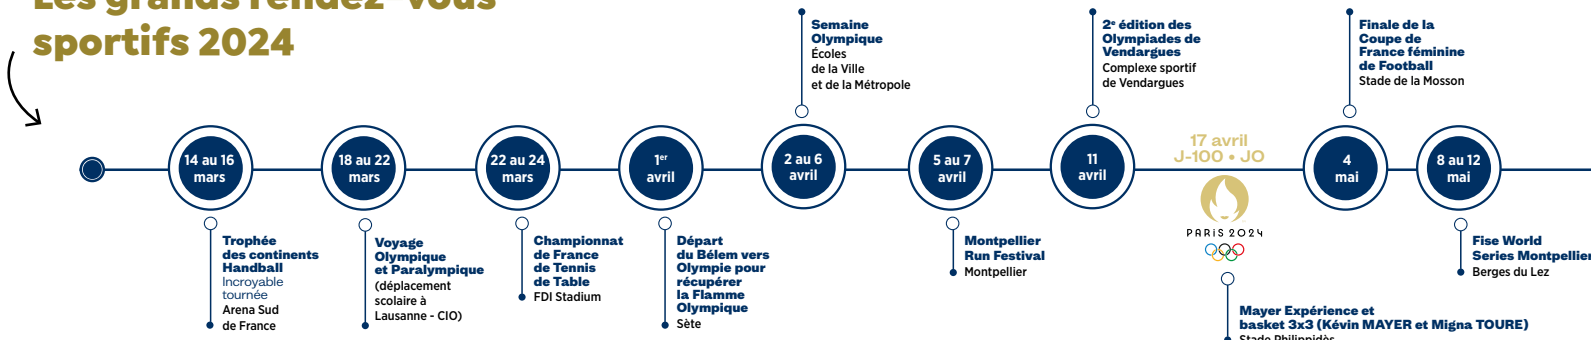 Les grands rendez-vous
sportifs 2024
14 au 16
mars
Trophée
des continents
Handball
Incroyable
tournée
Arena Sud
de France
18 au 22
mars
Voyage
Olympique
et Paralympique
(déplacement
scolaire à
Lausanne - CIO)
22 au 24
mars
Championnat
de France
de Tennis
de Table
FDI Stadium
1er
avril
Départ
du Bélem vers
Olympie pour
récupérer
la Flamme
Olympique
Sète
Semaine
Olympique
Écoles
de la Ville
et de la Métropole
2 au 6
avril
5 au 7
avril
Montpellier
Run Festival
Montpellier
2e édition des
Olympiades de
Vendargues
Complexe sportif
de Vendargues
11
avril
17 avril
J-100 • JO
PARIS 2024
Mayer Expérience et
basket 3x3 (Kévin MAYER et Migna TOURE)
Stade Philippidès
Finale de la
Coupe de
France féminine
de Football
Stade de la Mosson
4
mai
8 au 12
mai
Fise World
Series Montpellier
Berges du Lez